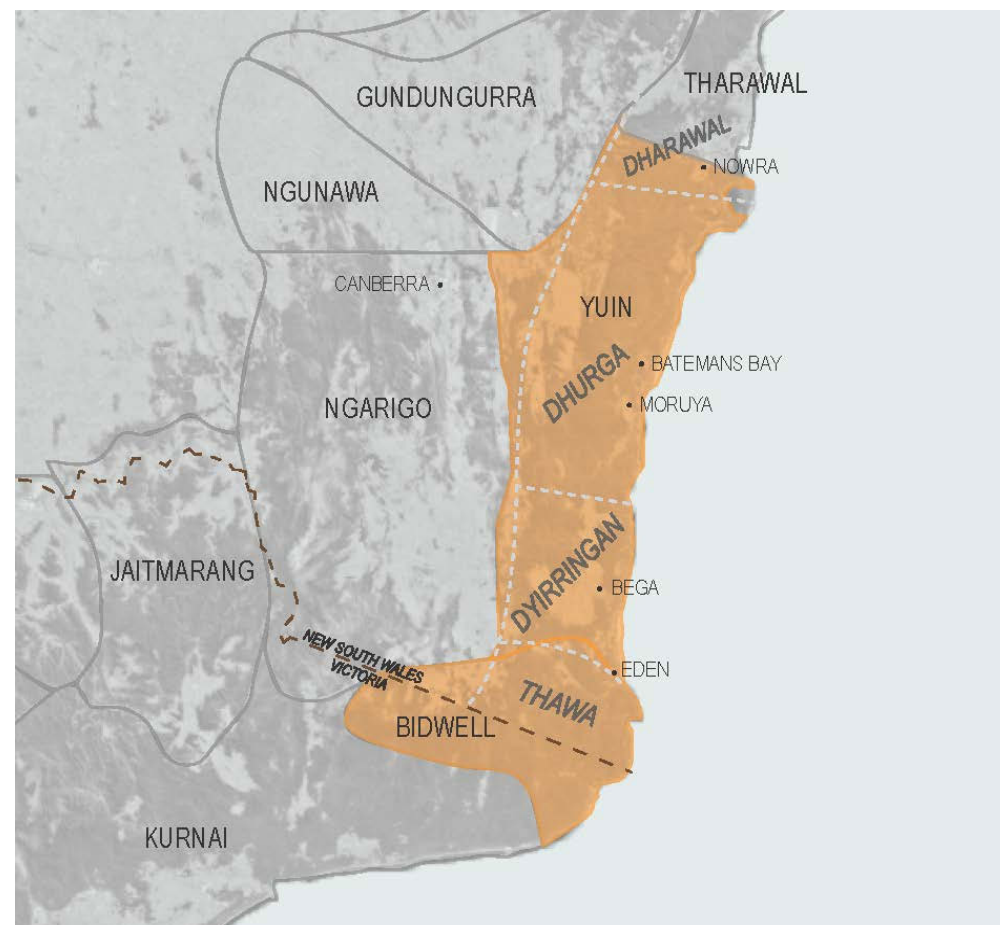 THARAWAL
GUNDUNGURRA
DHARAWAL
NOWRA
NGUNAWA
CANBERRA
YUIN
BATEMANS BAY
DHURGA
MORUYA
NGARIGO
JAITMARANG
DYIRRINGAN
BEGA
NEW SOUTH WALES
VICTORIA
EDEN
THAWA
BIDWELL
KURNAI